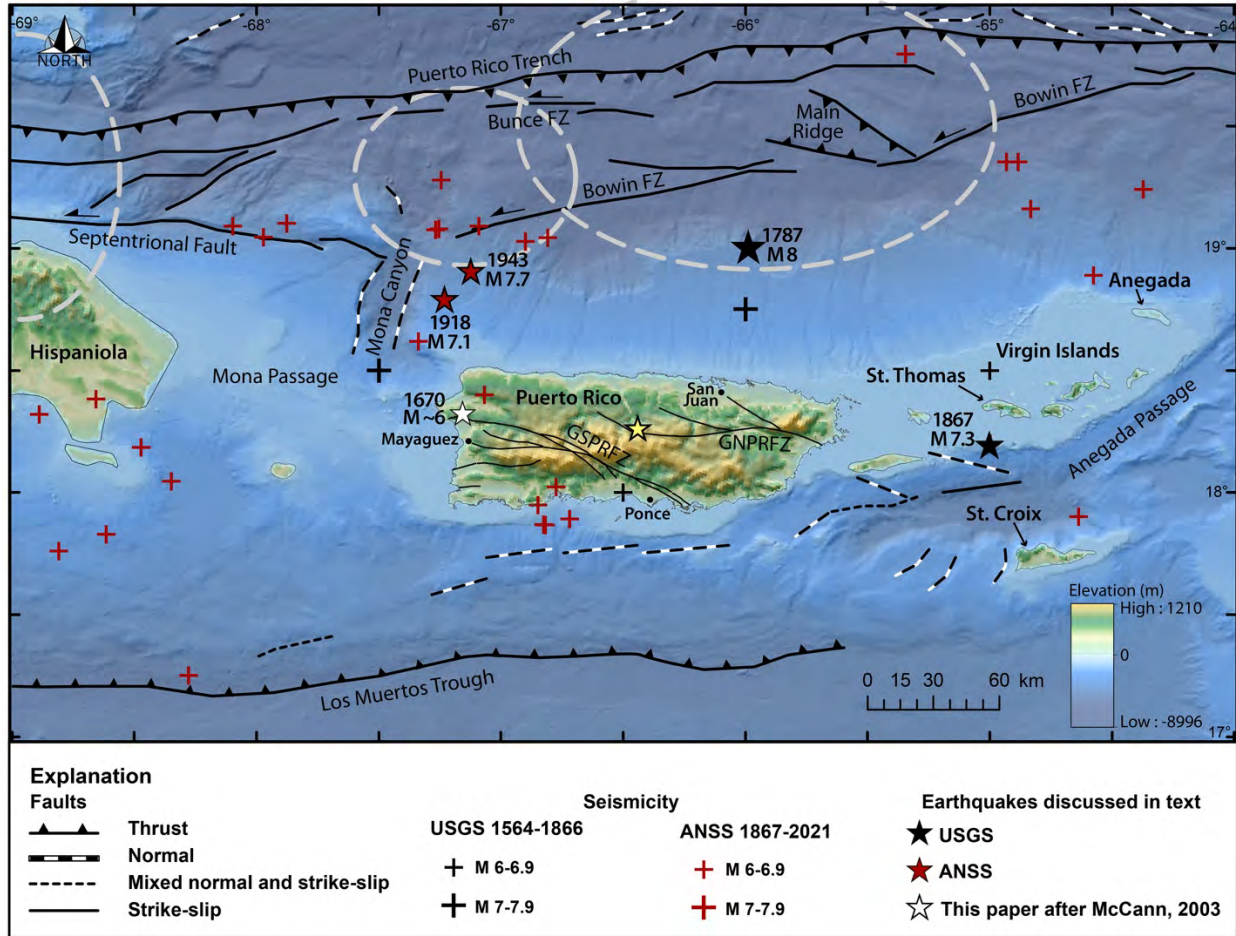 -69°
-68°
-67°
-66°
-65°
-64°
NORTH
Puerto Rico Trench
Bunce FZ
Main
Ridge
Bowin FZ
Bowin FZ
Septentrional Fault
Mona Canyon
1787
M 8
19°
1943
M 7.7
1918
M 7.1
Anegada
Hispaniola
Mona Passage
Virgin Islands
St. Thomas
Puerto Rico
San
Juan
1670
M ~6
Mayaguez
GSPRFZ
GNPRFZ
1867
M 7.3
Anegada Passage
18°
Ponce
St. Croix
Los Muertos Trough
0 15 30 60 km
Elevation (m)
High : 1210
0
Low : -8996
17°
Explanation
Faults
Thrust
Normal
Mixed normal and strike-slip
Strike-slip
Seismicity
USGS 1564-1866
M 6-6.9
M 7-7.9
ANSS 1867-2021
M 6-6.9
M 7-7.9
Earthquakes discussed in text
USGS
ANSS
This paper after McCann, 2003